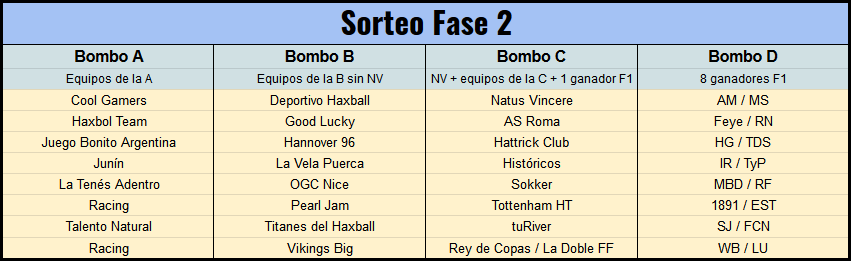 Sorteo Fase 2
Bombo A Bombo B Bombo C Bombo D
Equipos de la A Equipos de la B sin NV NV + equipos de la C + 1 ganador F1 8 ganadores F1
Cool Gamers Deportivo Haxball Natus Vincere AM / MS
Haxbol Team Good Lucky AS Roma Feye / RN
Juego Bonito Argentina Hannover 96 Hattrick Club HG / TDS
Junín La Vela Puerca Históricos IR / TyP
La Tenés Adentro OGC Nice Sokker MBD / RF
Racing Pearl Jam Tottenham HT 1891 / EST
Talento Natural Titanes del Haxball tuRiver SJ / FCN
Racing Vikings Big Rey de Copas / La Doble FF WB / LU